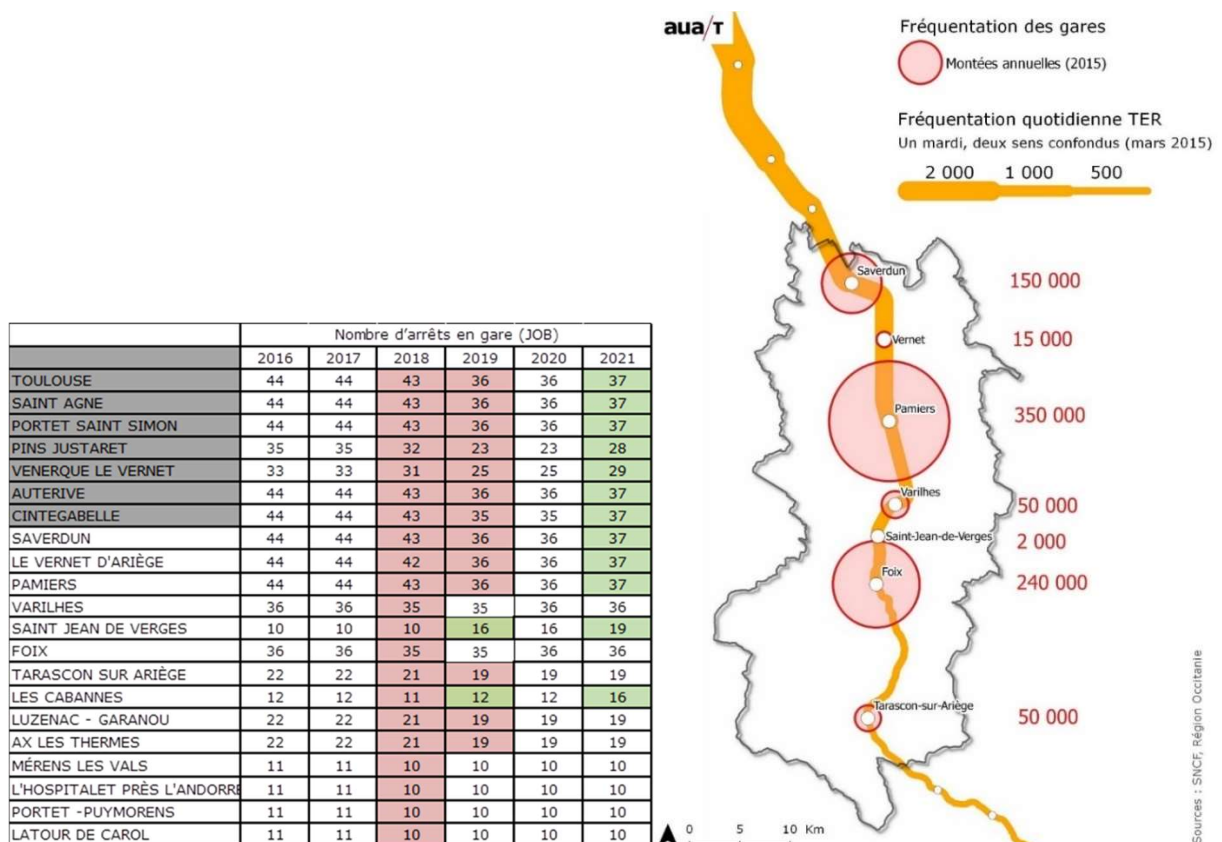 Nombre d'arrêts en gare (JOB)
2016 2017 2018 2019 2020 2021
TOULOUSE 44 44 43 36 36 37
SAINT AGNE 44 44 43 36 36 37
PORTET SAINT SIMON 44 44 43 36 36 37
PINS JUSTARET 35 35 32 23 23 28
VENERQUE LE VERNET 33 33 31 25 25 29
AUTERIVE 44 44 43 36 36 37
CINTEGABELLE 44 44 43 35 35 37
SAVERDUN 44 44 43 36 36 37
LE VERNET D'ARIÈGE 44 44 42 36 36 37
PAMIERS 44 44 43 36 36 37
VARILHES 36 36 35 35 36 36
SAINT JEAN DE VERGES 10 10 10 16 16 19
FOIX 36 36 35 35 36 36
TARASCON SUR ARIÈGE 22 22 21 19 19 19
LES CABANNES 12 12 11 12 12 16
LUZENAC - GARANOU 22 22 21 19 19 19
AX LES THERMES 22 22 21 19 19 19
MÉRENS LES VALS 11 11 10 10 10 10
L'HOSPITALET PRÈS L'ANDORRE 11 11 10 10 10 10
PORTET -PUYMORENS 11 11 10 10 10 10
LATOUR DE CAROL 11 11 10 10 10 10
aua/T
Fréquentation des gares
Montées annuelles (2015)
Fréquentation quotidienne TER
Un mardi, deux sens confondus (mars 2015)
2 000 1 000 500
Saverdun 150 000
Vernet 15 000
Pamiers 350 000
Varilhes 50 000
Saint-Jean-de-Verges 2 000
Foix 240 000
Tarascon-sur-Ariège 50 000
0 5 10 Km
Sources : SNCF, Région Occitanie